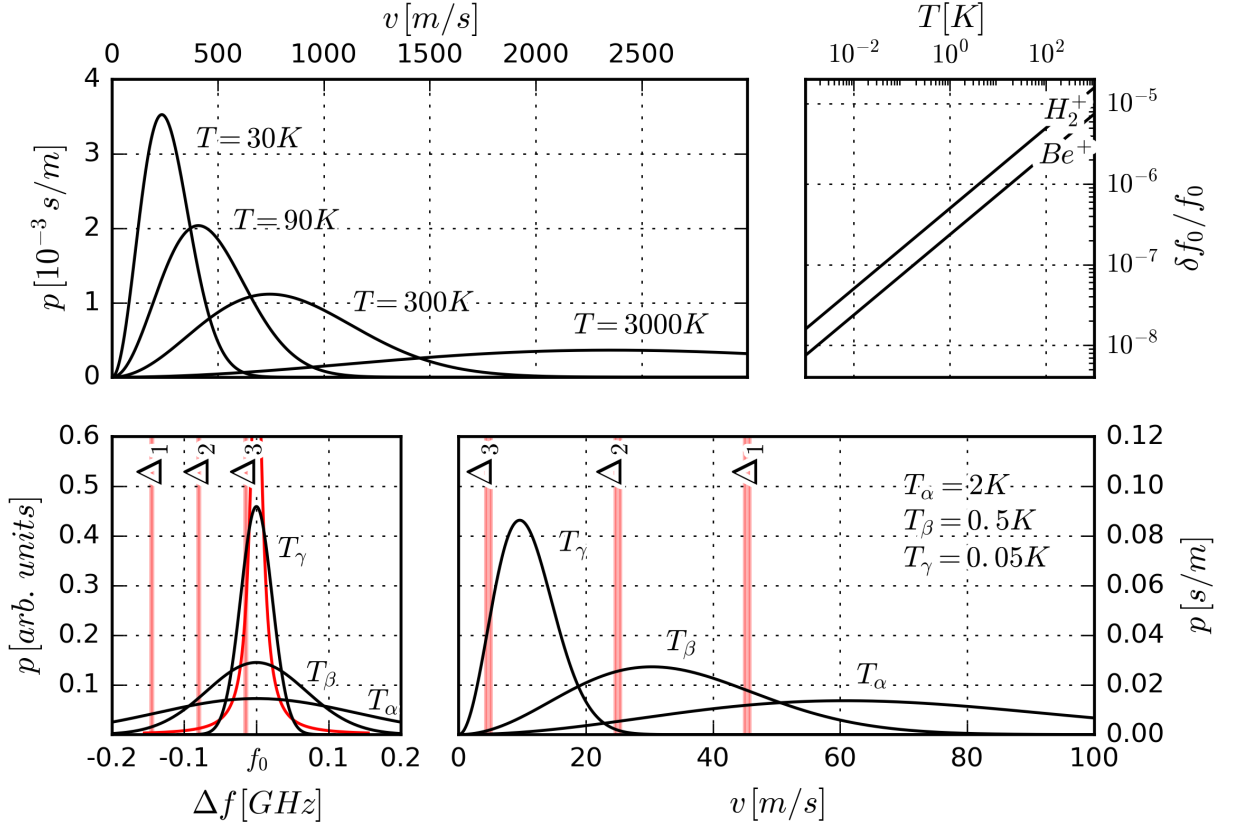 v [m/s]
0 500 1000 1500 2000 2500
p [10⁻³ s/m]
4
3
2
1
0
T = 30K
T = 90K
T = 300K
T = 3000K
T [K]
10⁻² 10⁰ 10²
H₂⁺
Be⁺
10⁻⁵
10⁻⁶
10⁻⁷
10⁻⁸
δf₀/f₀
p [arb. units]
0.6
0.5
0.4
0.3
0.2
0.1
Δ₁ Δ₂ Δ₃
T_γ
T_β
T_α
-0.2 -0.1 f₀ 0.1 0.2
Δf [GHz]
Δ₃ Δ₂ Δ₁
T_α = 2K
T_β = 0.5K
T_γ = 0.05K
T_γ
T_β
T_α
0.12
0.10
0.08
0.06
0.04
0.02
0.00
p [s/m]
0 20 40 60 80 100
v [m/s]